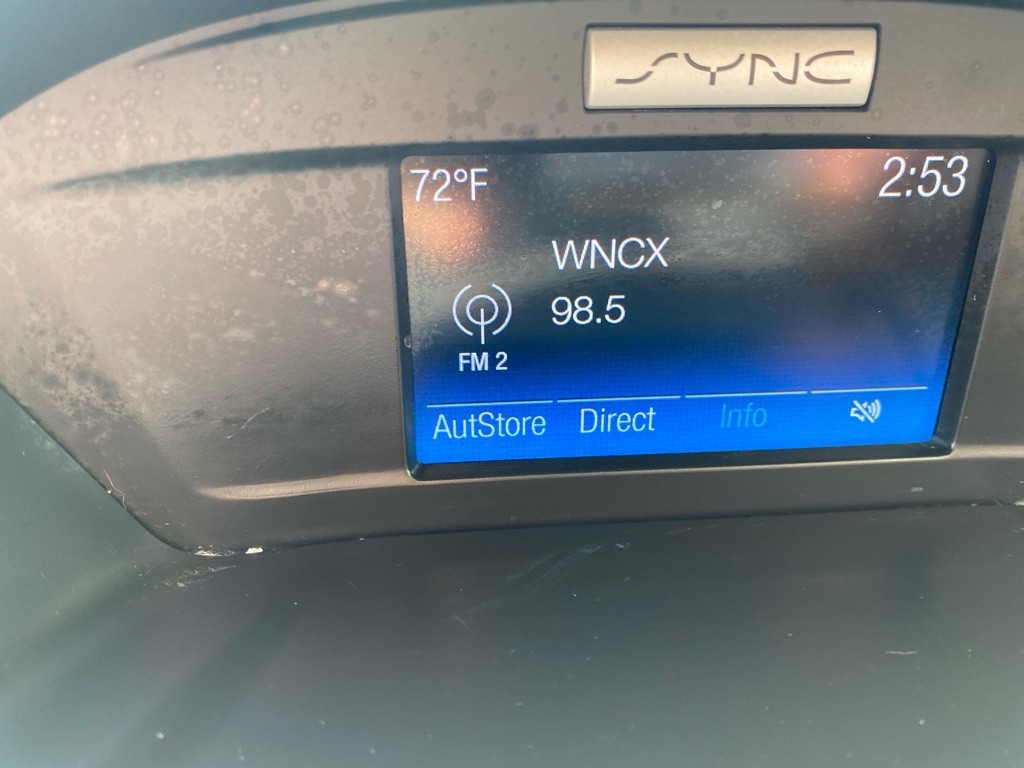 SYNC
72°F 2:53
WNCX
98.5
FM 2
AutStore Direct Info